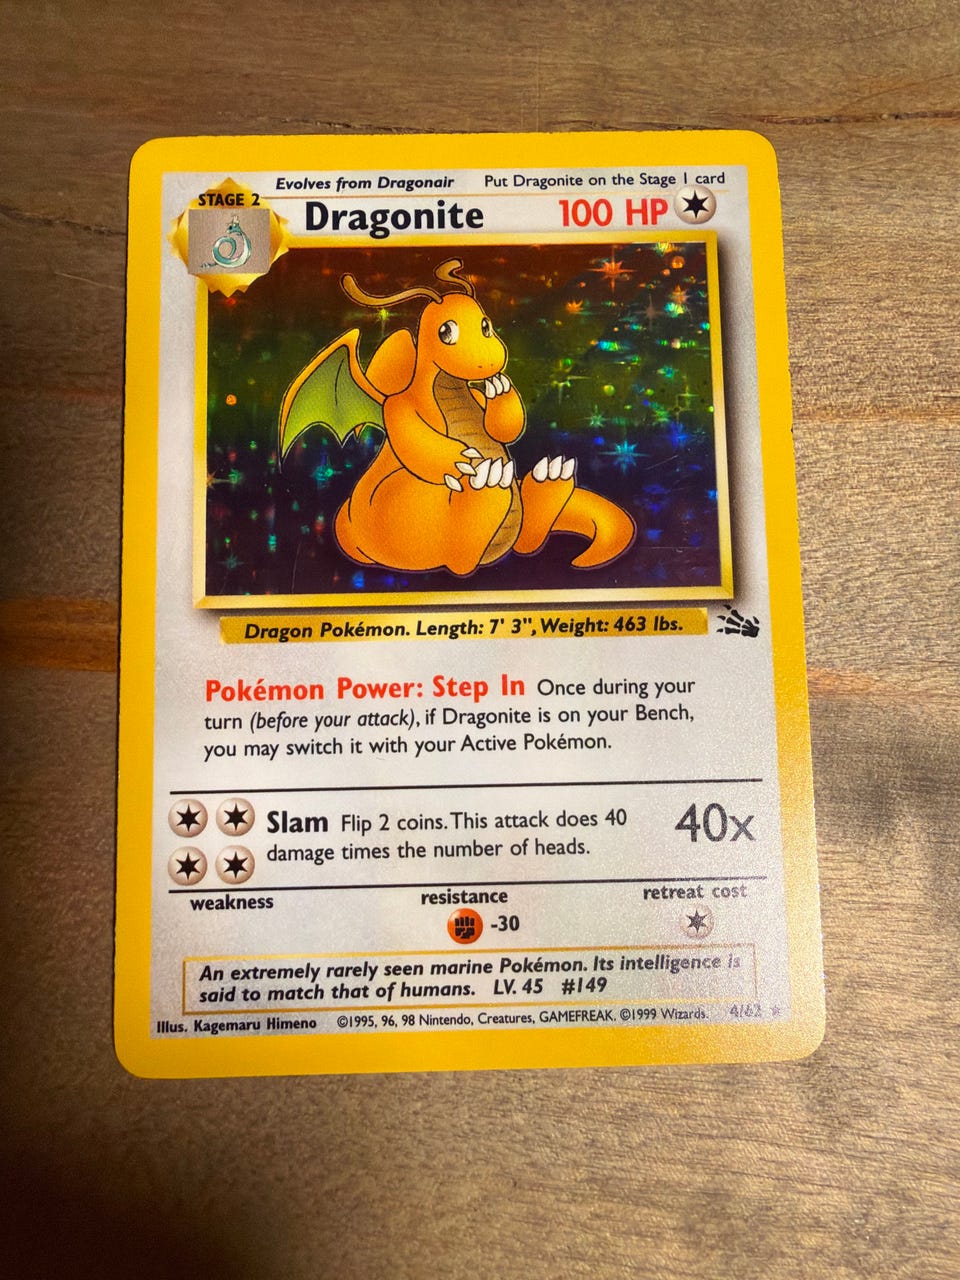 Evolves from Dragonair Put Dragonite on the Stage 1 card
STAGE 2
Dragonite 100 HP
Dragon Pokémon. Length: 7' 3", Weight: 463 lbs.
Pokémon Power: Step In Once during your
turn (before your attack), if Dragonite is on your Bench,
you may switch it with your Active Pokémon.
Slam Flip 2 coins. This attack does 40
damage times the number of heads.
40x
weakness resistance retreat cost
-30
An extremely rarely seen marine Pokémon. Its intelligence is
said to match that of humans. LV. 45 #149
Illus. Kagemaru Himeno ©1995, 96, 98 Nintendo, Creatures, GAMEFREAK. ©1999 Wizards. 4/62 ★